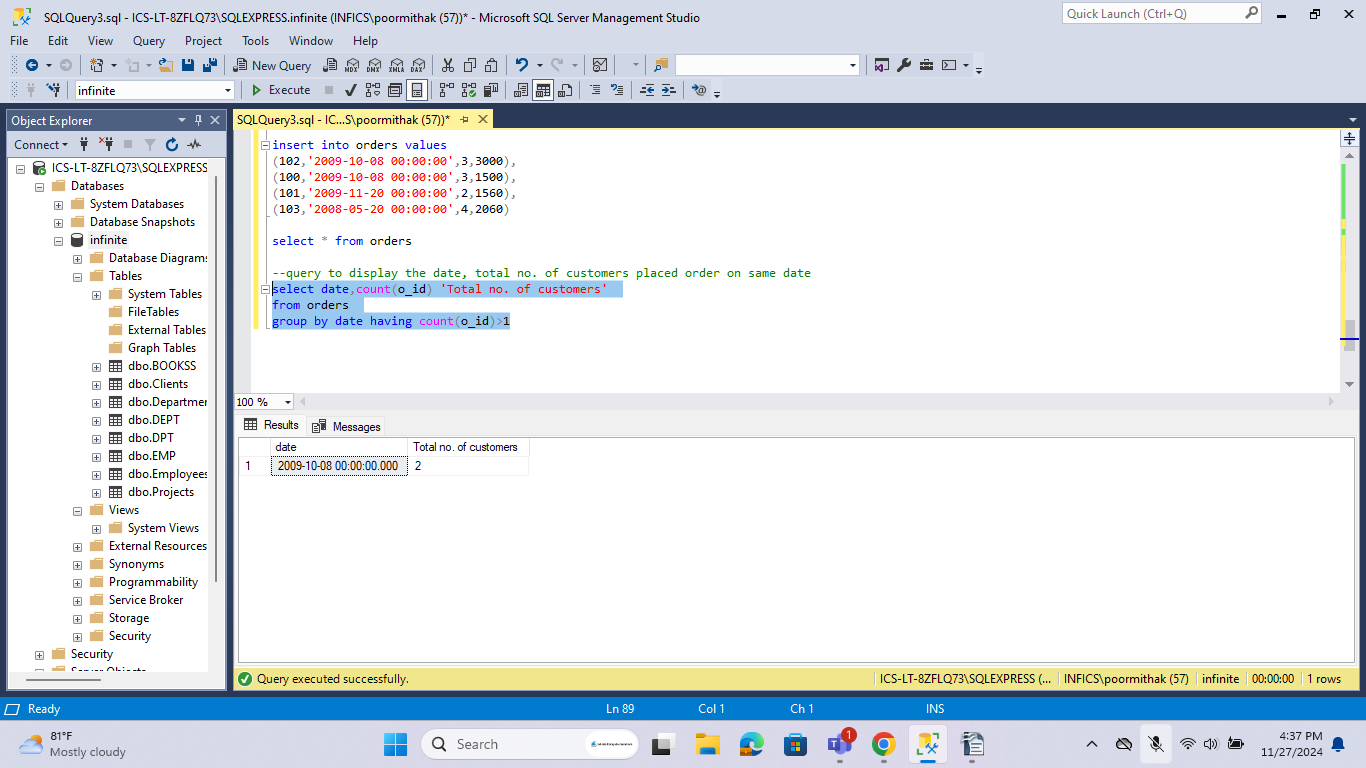 SQLQuery3.sql - ICS-LT-8ZFLQ73\SQLEXPRESS.infinite (INFICS\poormithak (57))* - Microsoft SQL Server Management Studio
Quick Launch (Ctrl+Q)
File Edit View Query Project Tools Window Help
New Query MDX DMX XMLA DAX
infinite Execute
Object Explorer
SQLQuery3.sql - IC...S\poormithak (57))*
Connect
ICS-LT-8ZFLQ73\SQLEXPRESS
Databases
System Databases
Database Snapshots
infinite
Database Diagrams
Tables
System Tables
FileTables
External Tables
Graph Tables
dbo.BOOKSS
dbo.Clients
dbo.Departmer
dbo.DEPT
dbo.DPT
dbo.EMP
dbo.Employees
dbo.Projects
Views
System Views
External Resources
Synonyms
Programmability
Service Broker
Storage
Security
Security
Server Objects
insert into orders values
(102,'2009-10-08 00:00:00',3,3000),
(100,'2009-10-08 00:00:00',3,1500),
(101,'2009-11-20 00:00:00',2,1560),
(103,'2008-05-20 00:00:00',4,2060)
select * from orders
--query to display the date, total no. of customers placed order on same date
select date,count(o_id) 'Total no. of customers'
from orders
group by date having count(o_id)>1
100 %
Results Messages
date Total no. of customers
1 2009-10-08 00:00:00.000 2
Query executed successfully. ICS-LT-8ZFLQ73\SQLEXPRESS (... INFICS\poormithak (57) infinite 00:00:00 1 rows
Ready Ln 89 Col 1 Ch 1 INS
81°F
Mostly cloudy
Search
1
4:37 PM
11/27/2024